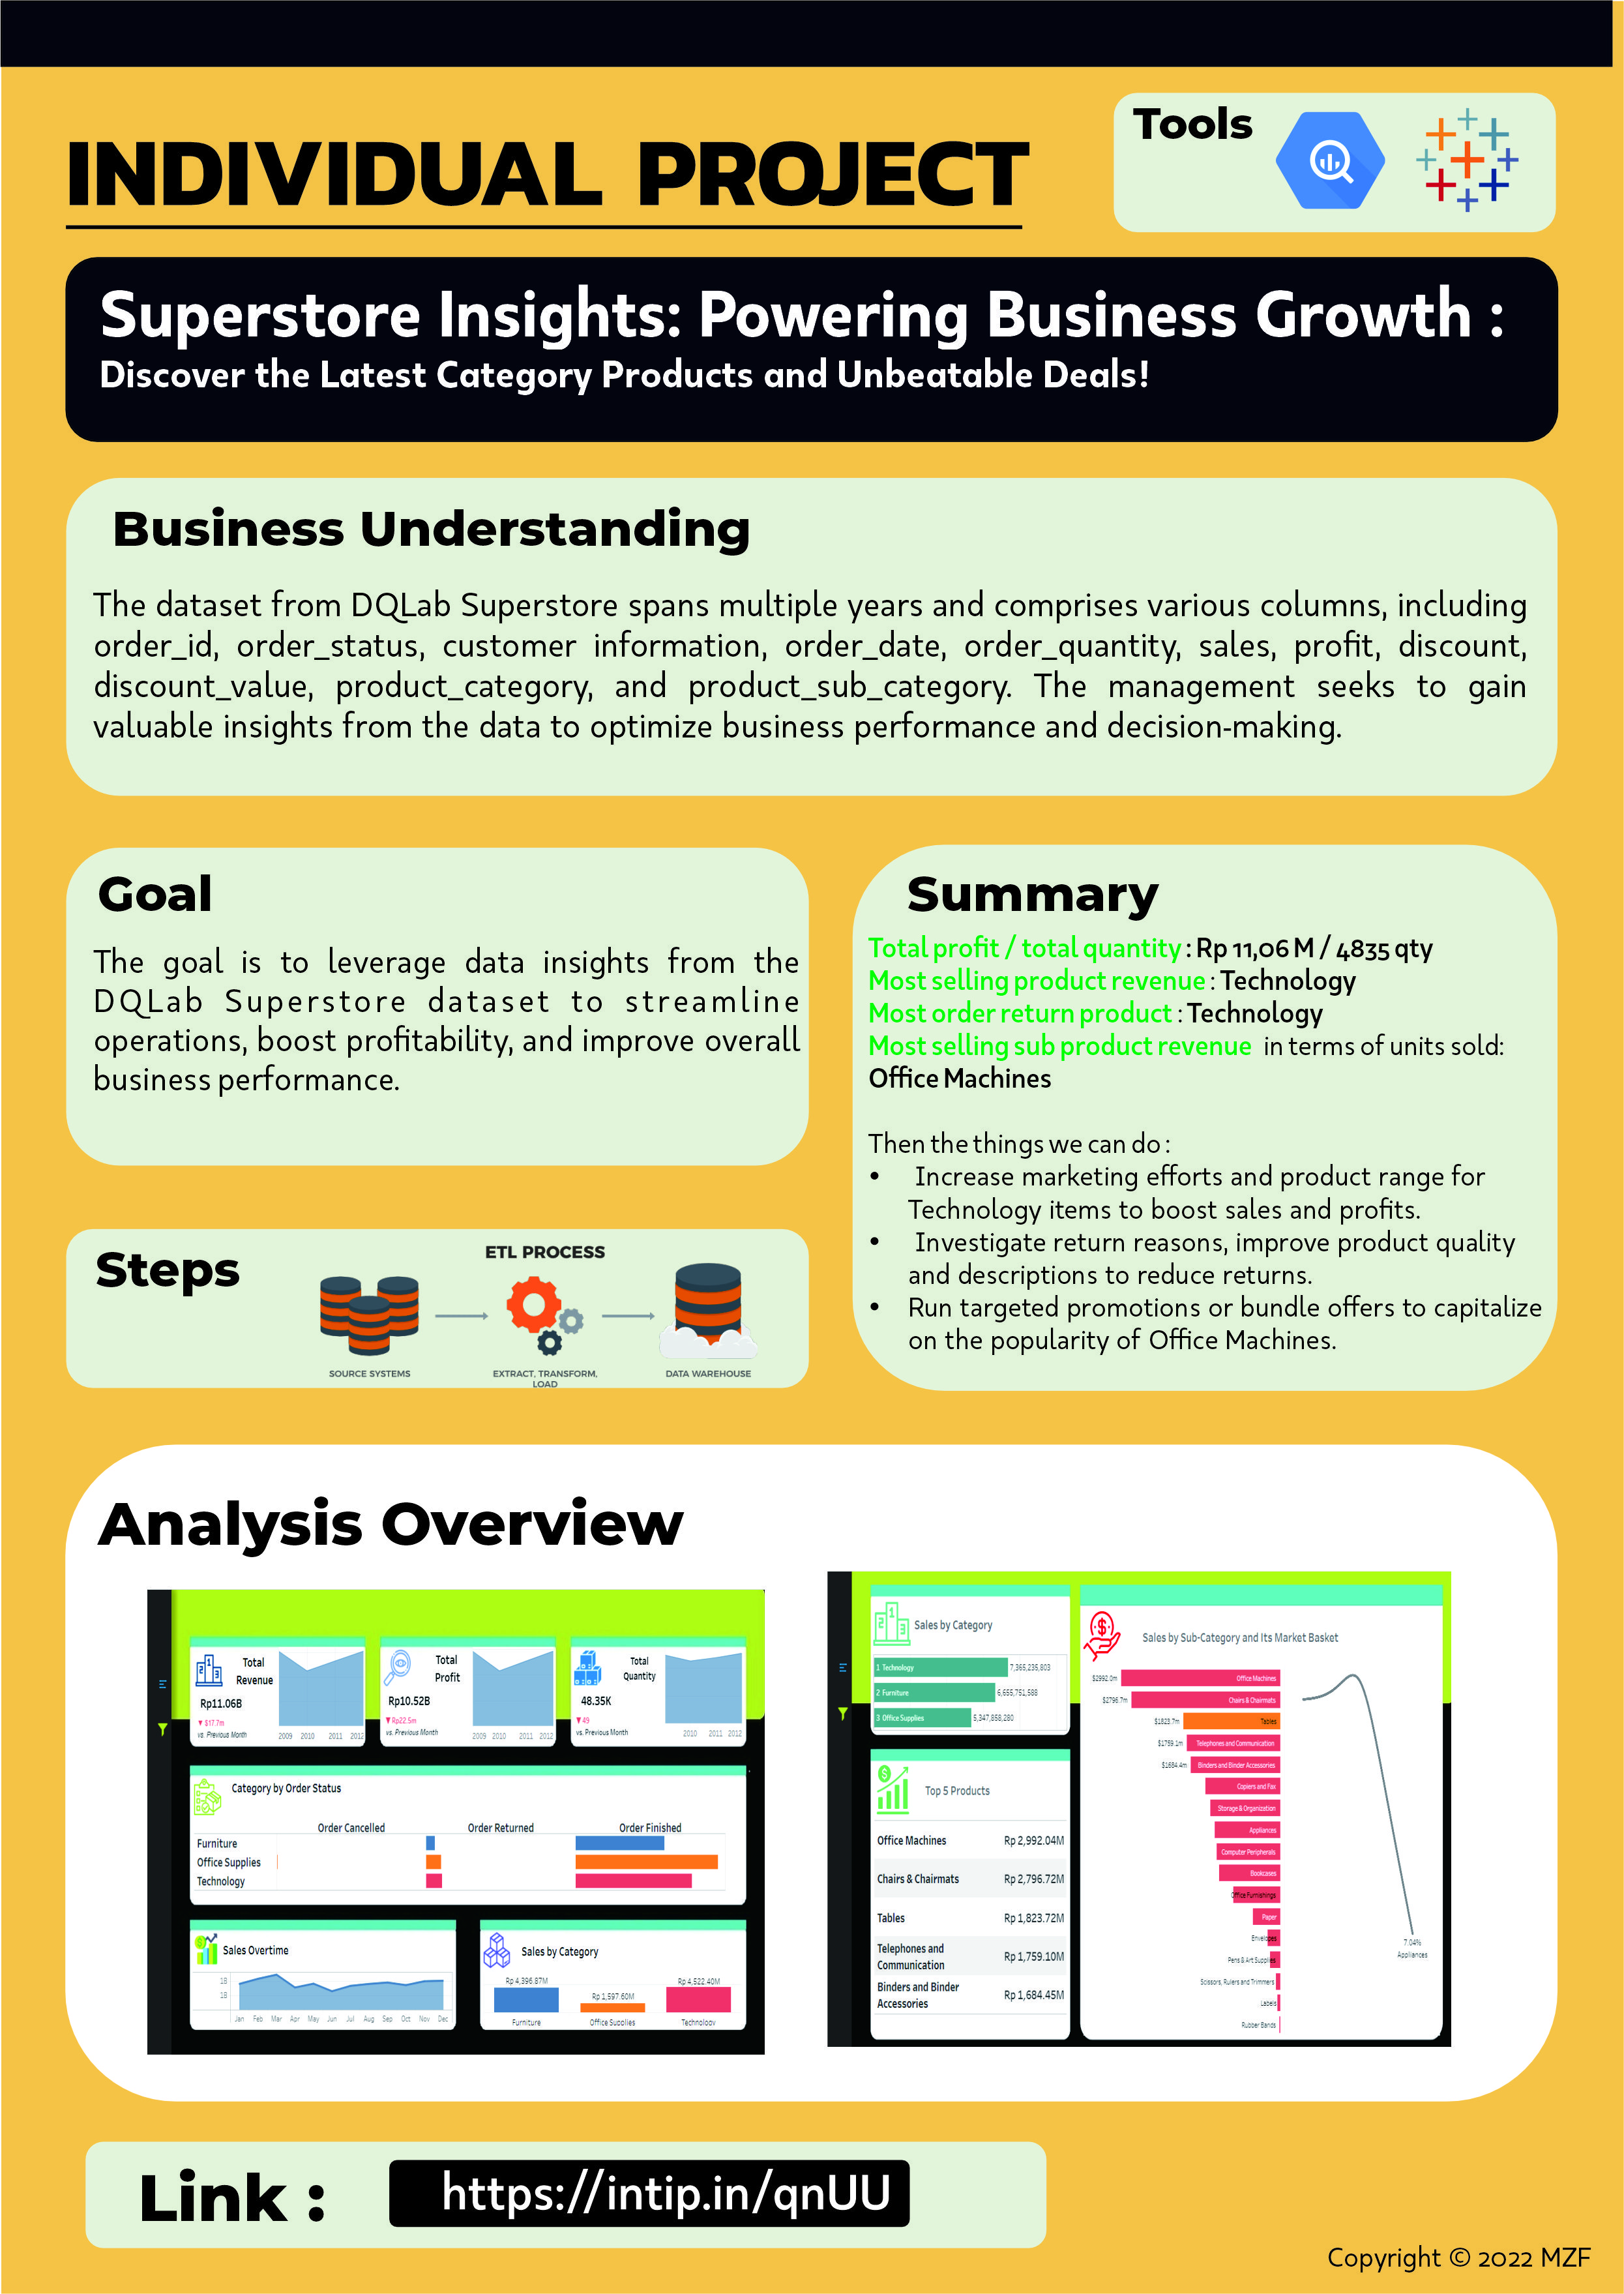 INDIVIDUAL PROJECT
Tools
Superstore Insights: Powering Business Growth :
Discover the Latest Category Products and Unbeatable Deals!
Business Understanding
The dataset from DQLab Superstore spans multiple years and comprises various columns, including
order_id, order_status, customer information, order_date, order_quantity, sales, profit, discount,
discount_value, product_category, and product_sub_category. The management seeks to gain
valuable insights from the data to optimize business performance and decision-making.
Goal
The goal is to leverage data insights from the
DQLab Superstore dataset to streamline
operations, boost profitability, and improve overall
business performance.
Steps
ETL PROCESS
SOURCE SYSTEMS
EXTRACT, TRANSFORM,
LOAD
DATA WAREHOUSE
Summary
Total profit / total quantity : Rp 11,06 M / 4835 qty
Most selling product revenue : Technology
Most order return product : Technology
Most selling sub product revenue in terms of units sold:
Office Machines
Then the things we can do :
• Increase marketing efforts and product range for
Technology items to boost sales and profits.
• Investigate return reasons, improve product quality
and descriptions to reduce returns.
• Run targeted promotions or bundle offers to capitalize
on the popularity of Office Machines.
Analysis Overview
Total
Revenue
Rp11.06B
▼ $17.7m
vs. Previous Month
2009 2010 2011 2012
Total
Profit
Rp10.52B
▼ Rp22.5m
vs. Previous Month
2009 2010 2011 2012
Total
Quantity
48.35K
▼ 49
vs. Previous Month
2010 2011 2012
Category by Order Status
Order Cancelled Order Returned Order Finished
Furniture
Office Supplies
Technology
Sales Overtime
1B
1B
Jan Feb Mar Apr May Jun Jul Aug Sep Oct Nov Dec
Sales by Category
Rp 4,396.87M
Rp 1,597.60M
Rp 4,522.40M
Furniture Office Supplies Technology
Sales by Category
1 Technology 7,365,235,803
2 Furniture 6,655,751,588
3 Office Supplies 5,347,858,280
Top 5 Products
Office Machines Rp 2,992.04M
Chairs & Chairmats Rp 2,796.72M
Tables Rp 1,823.72M
Telephones and
Communication Rp 1,759.10M
Binders and Binder
Accessories Rp 1,684.45M
Sales by Sub-Category and Its Market Basket
$2992.0m Office Machines
$2796.7m Chairs & Chairmats
$1823.7m Tables
$1759.1m Telephones and Communication
$1684.4m Binders and Binder Accessories
Copiers and Fax
Storage & Organization
Appliances
Computer Peripherals
Bookcases
Office Furnishings
Paper
Envelopes
Pens & Art Supplies
Scissors, Rulers and Trimmers
Labels
Rubber Bands
7.04%
Appliances
Link :
https://intip.in/qnUU
Copyright © 2022 MZF